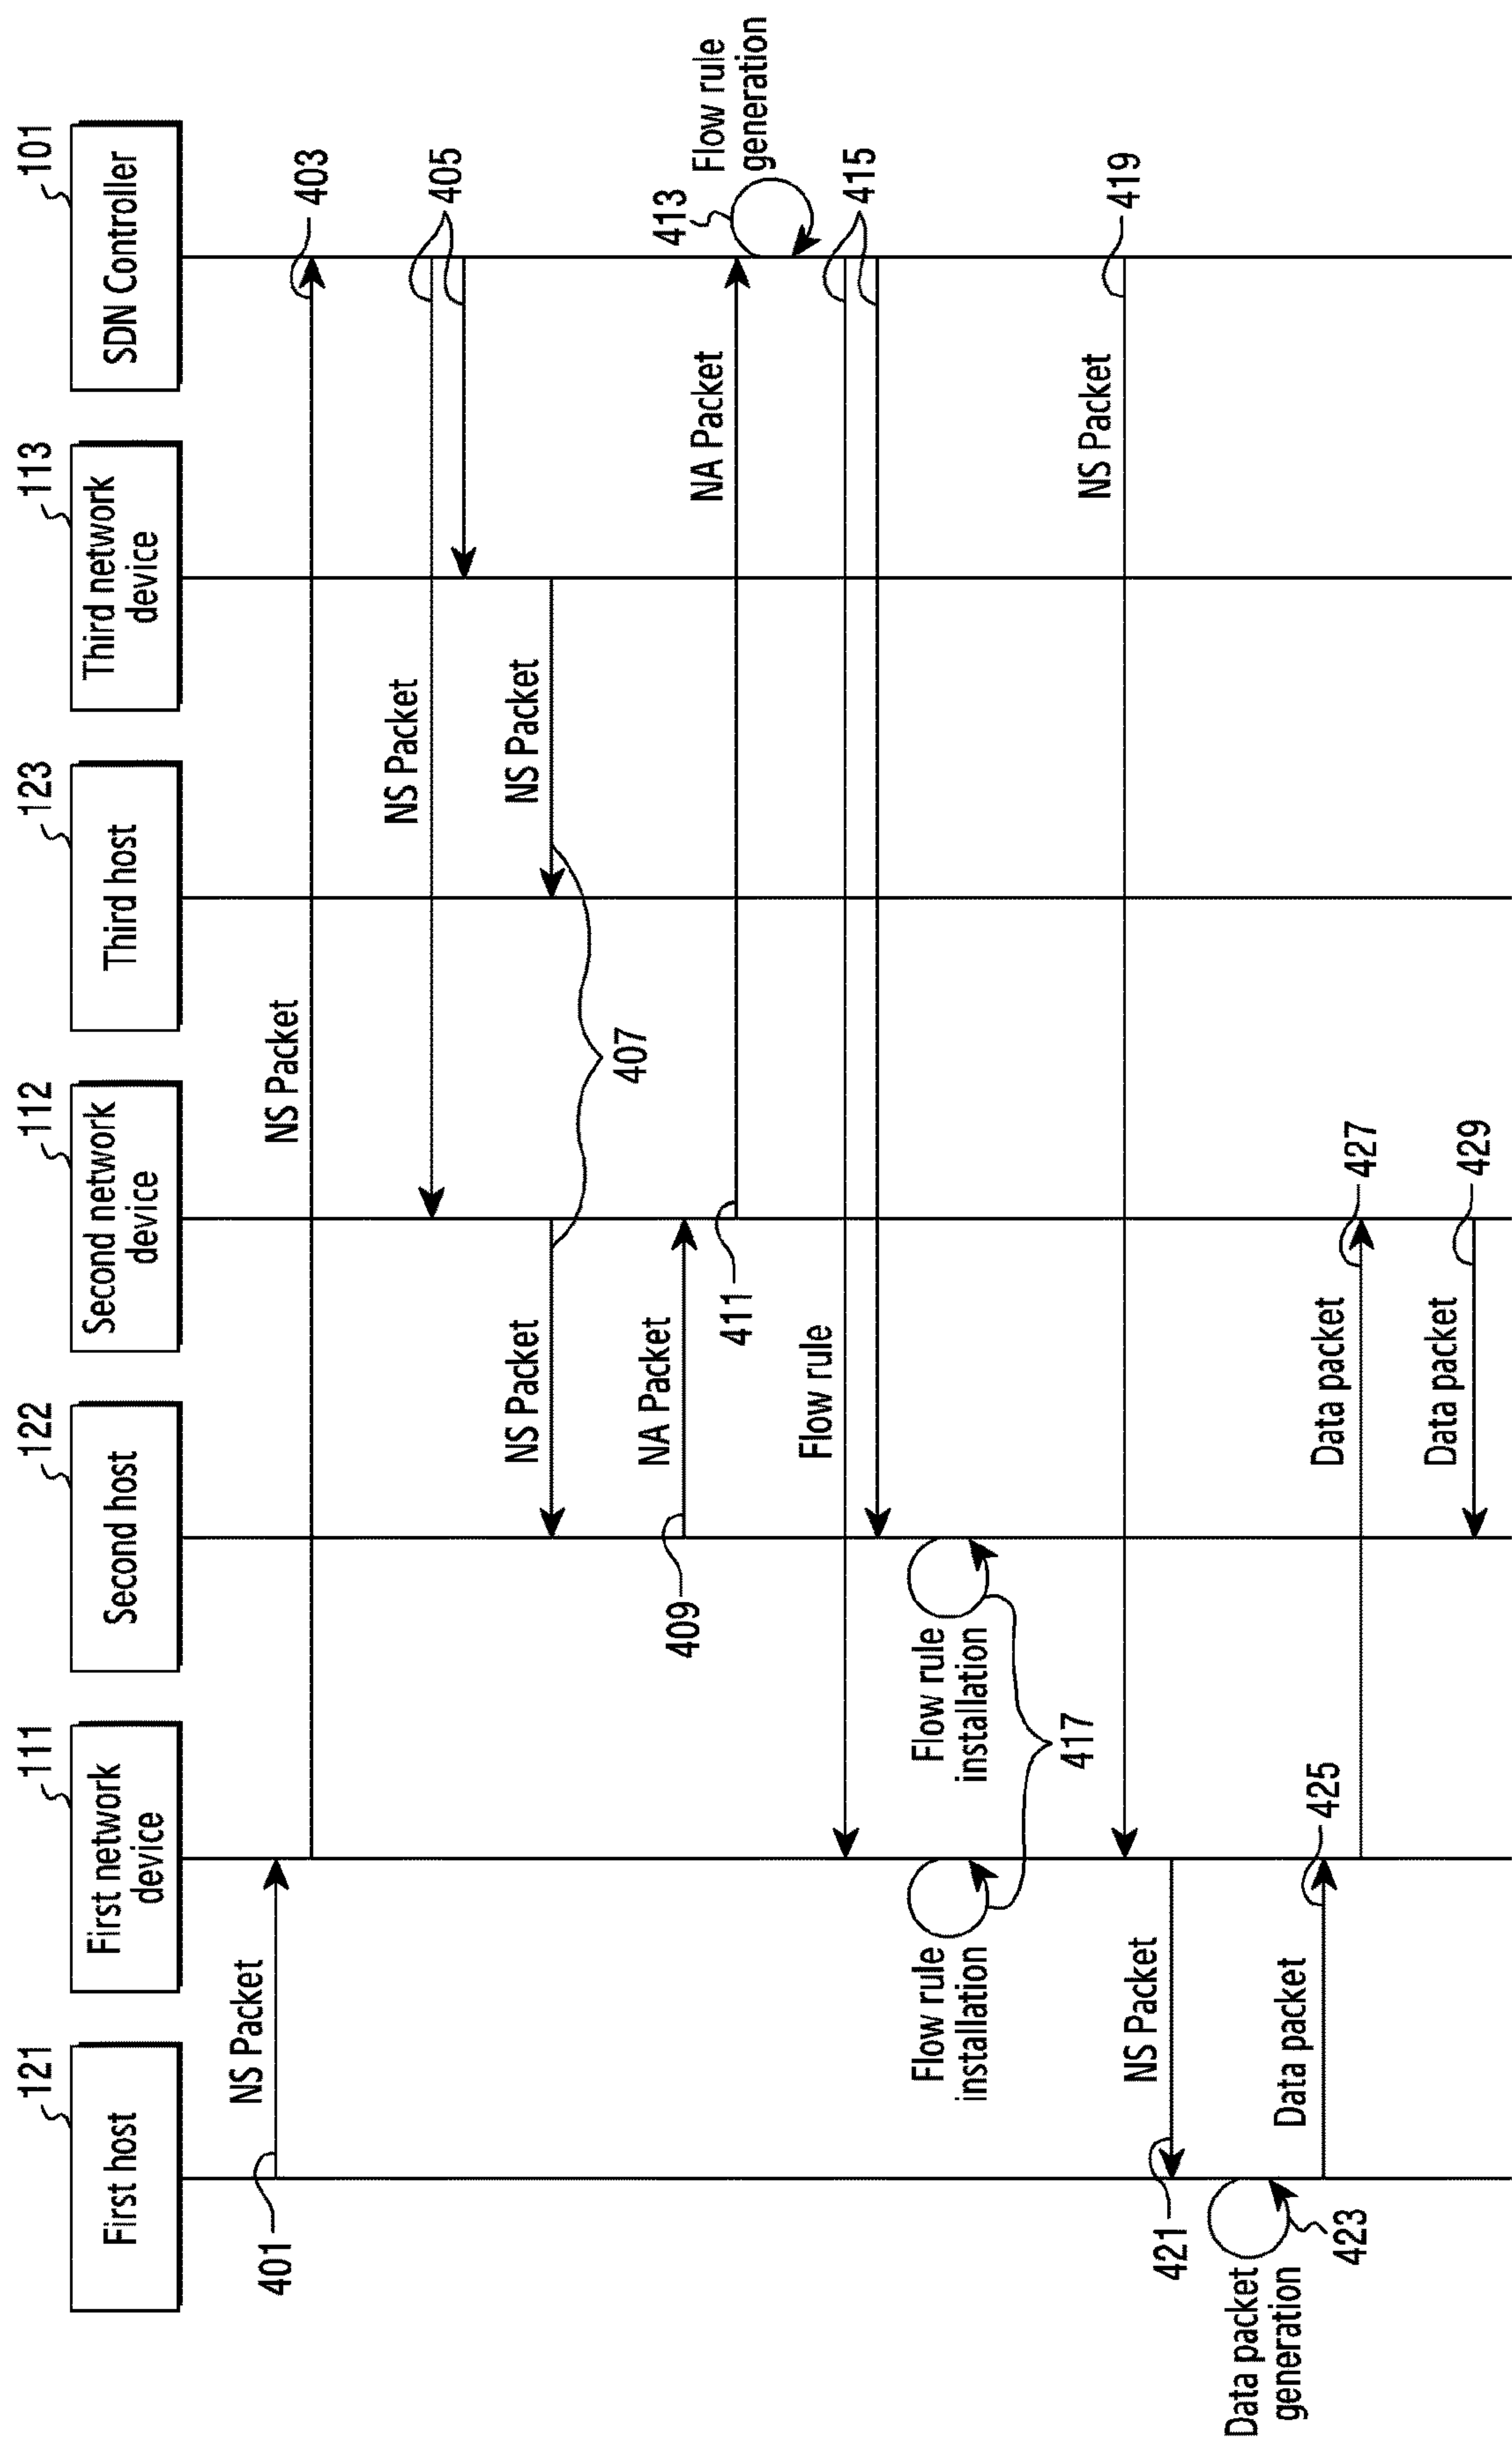 121
111
122
112
123
113
101
First host
First network
device
Second host
Second network
device
Third host
Third network
device
SDN Controller
401
NS Packet
NS Packet
403
NS Packet
405
NS Packet
NS Packet
407
409
NA Packet
411
NA Packet
413
Flow rule
generation
Flow rule
415
Flow rule
installation
Flow rule
installation
417
NS Packet
419
421
NS Packet
Data packet
generation
423
Data packet
425
Data packet
427
Data packet
429